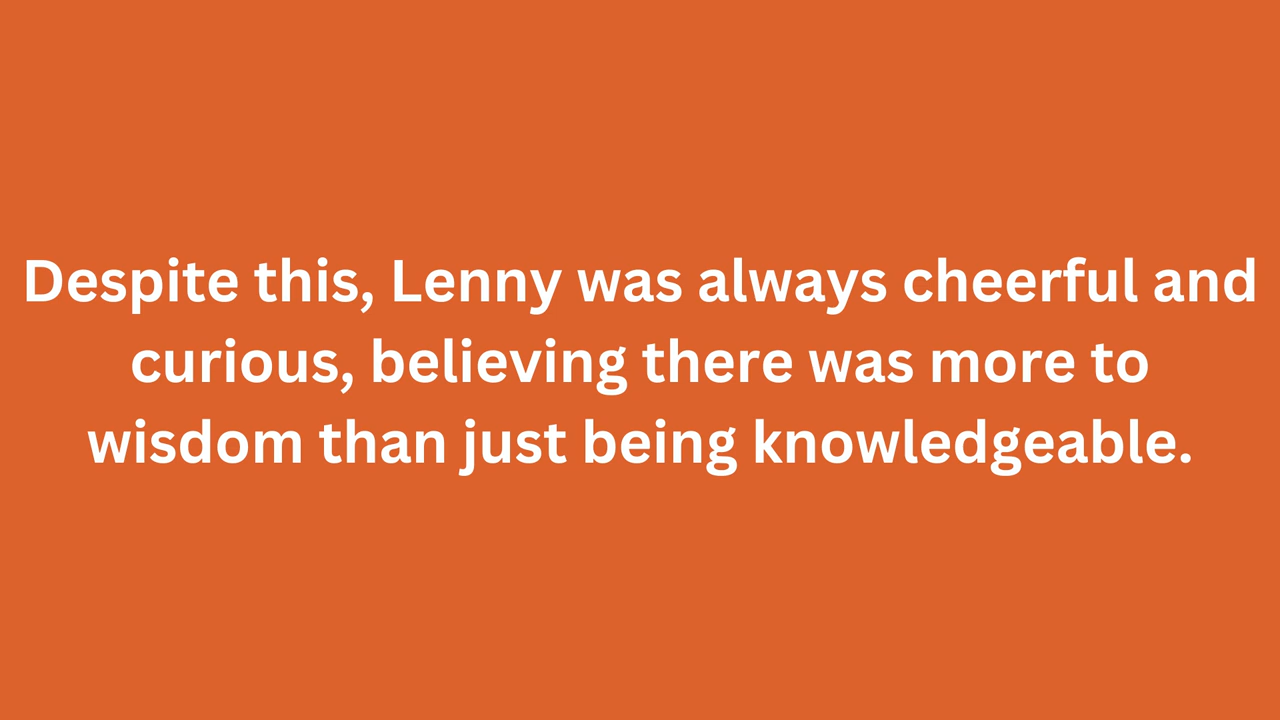 Despite this, Lenny was always cheerful and
curious, believing there was more to
wisdom than just being knowledgeable.